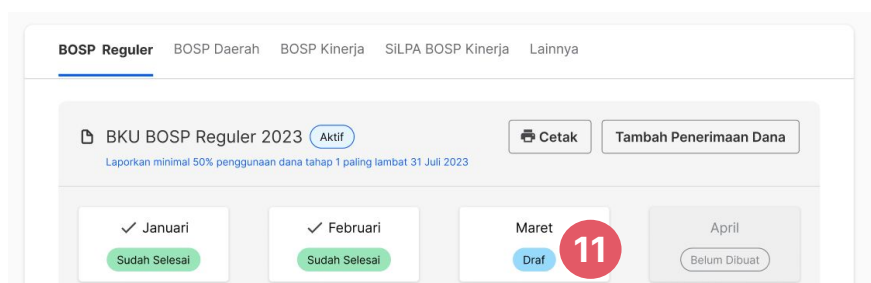 BOSP Reguler BOSP Daerah BOSP Kinerja SiLPA BOSP Kinerja Lainnya
BKU BOSP Reguler 2023 Aktif Cetak Tambah Penerimaan Dana
Laporkan minimal 50% penggunaan dana tahap 1 paling lambat 31 Juli 2023
Januari Februari Maret April
Sudah Selesai Sudah Selesai Draf 11 Belum Dibuat